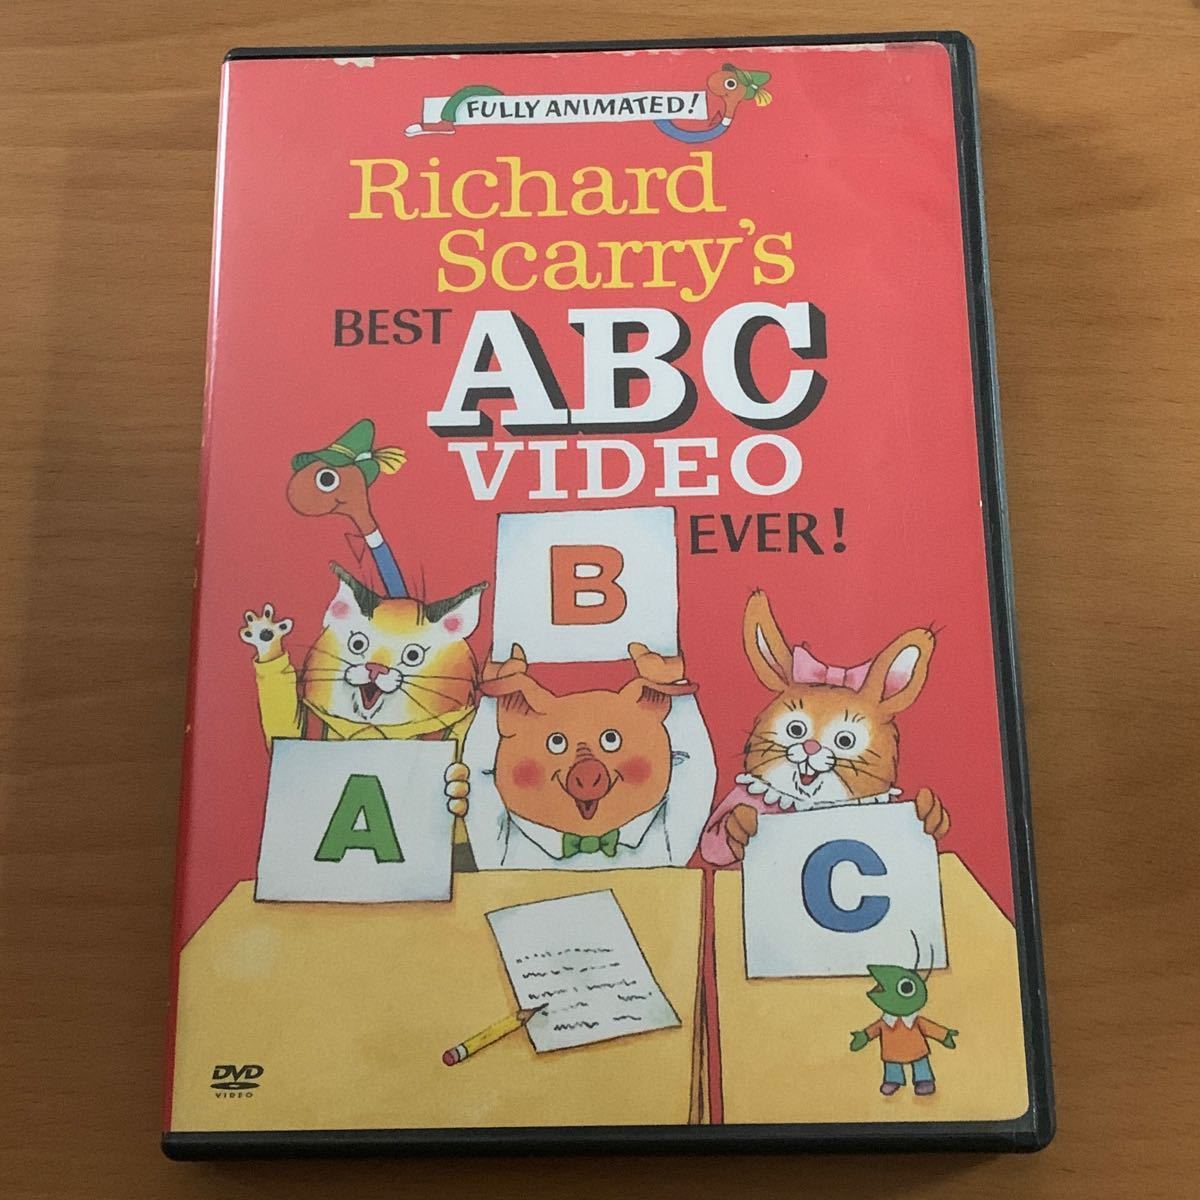 FULLY ANIMATED!
Richard
Scarry's
BEST ABC
VIDEO
EVER!
B
A
C
DVD
VIDEO